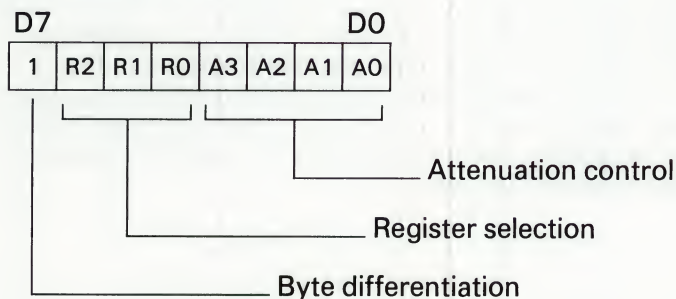 D7 D0
1 R2 R1 R0 A3 A2 A1 A0
Attenuation control
Register selection
Byte differentiation